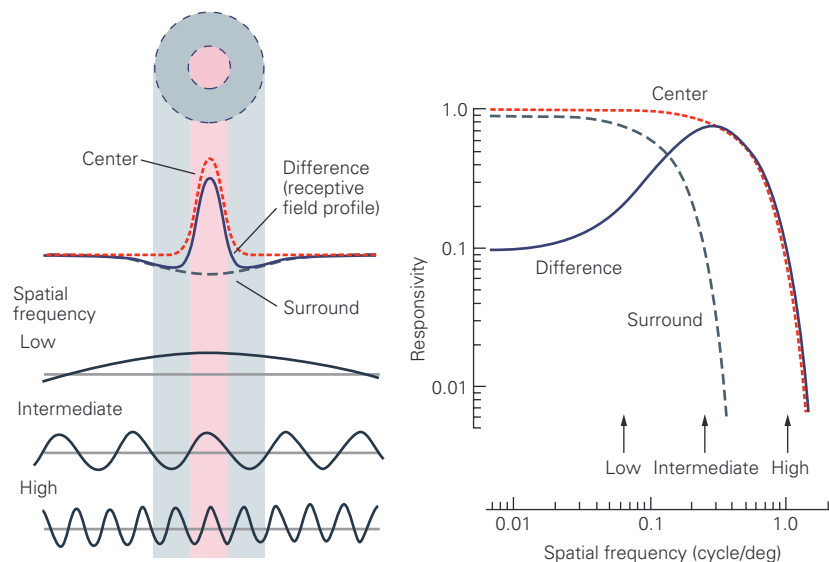 Center
Difference
(receptive
field profile)
Surround
Spatial
frequency
Low
Intermediate
High
Responsivity
1.0
0.1
0.01
Center
Difference
Surround
Low
Intermediate
High
0.01
0.1
1.0
Spatial frequency (cycle/deg)